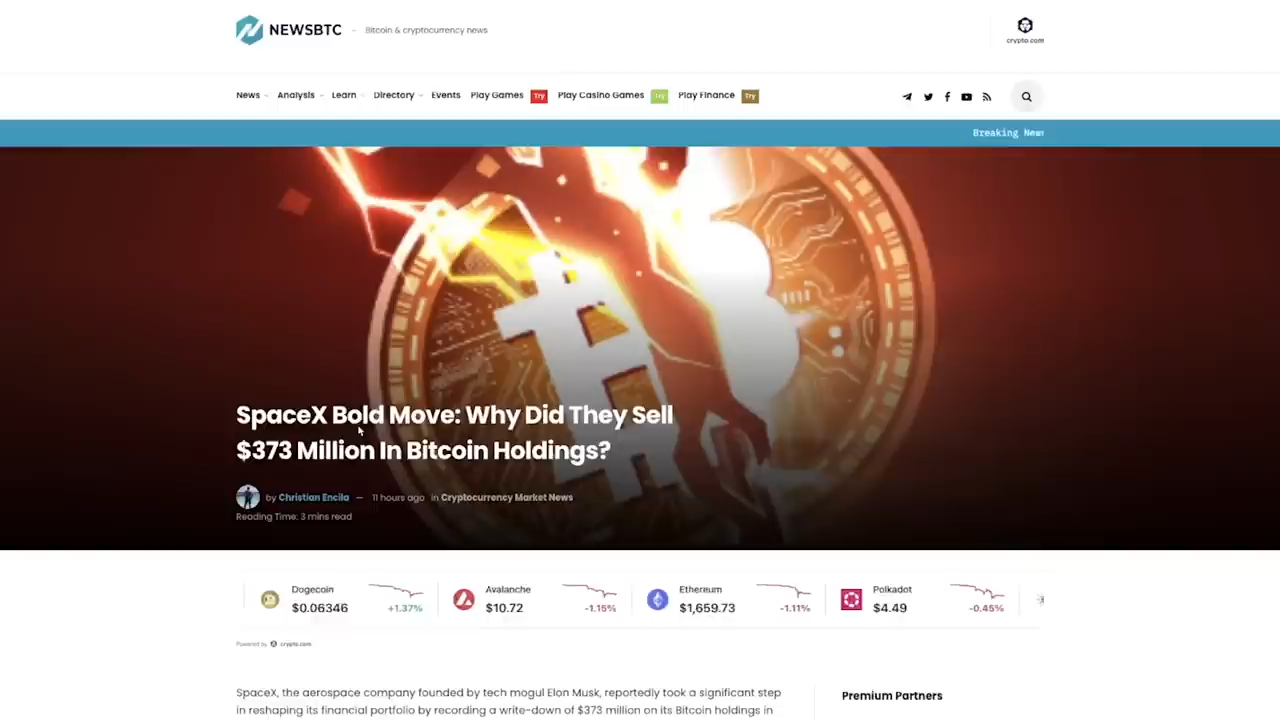 NEWSBTC
Bitcoin & cryptocurrency news
crypto.com
News Analysis Learn Directory Events Play Games Try Play Casino Games Try Play Finance Try
Breaking New
SpaceX Bold Move: Why Did They Sell
$373 Million In Bitcoin Holdings?
by Christian Encila — 11 hours ago in Cryptocurrency Market News
Reading Time: 3 mins read
Dogecoin
$0.06346 +1.37%
Avalanche
$10.72 -1.15%
Ethereum
$1,659.73 -1.11%
Polkadot
$4.49 -0.45%
Powered by crypto.com
SpaceX, the aerospace company founded by tech mogul Elon Musk, reportedly took a significant step
in reshaping its financial portfolio by recording a write-down of $373 million on its Bitcoin holdings in
Premium Partners